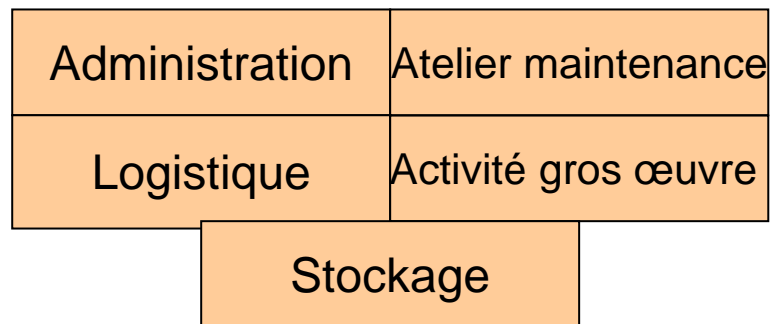 Administration
Atelier maintenance
Logistique
Activité gros œuvre
Stockage